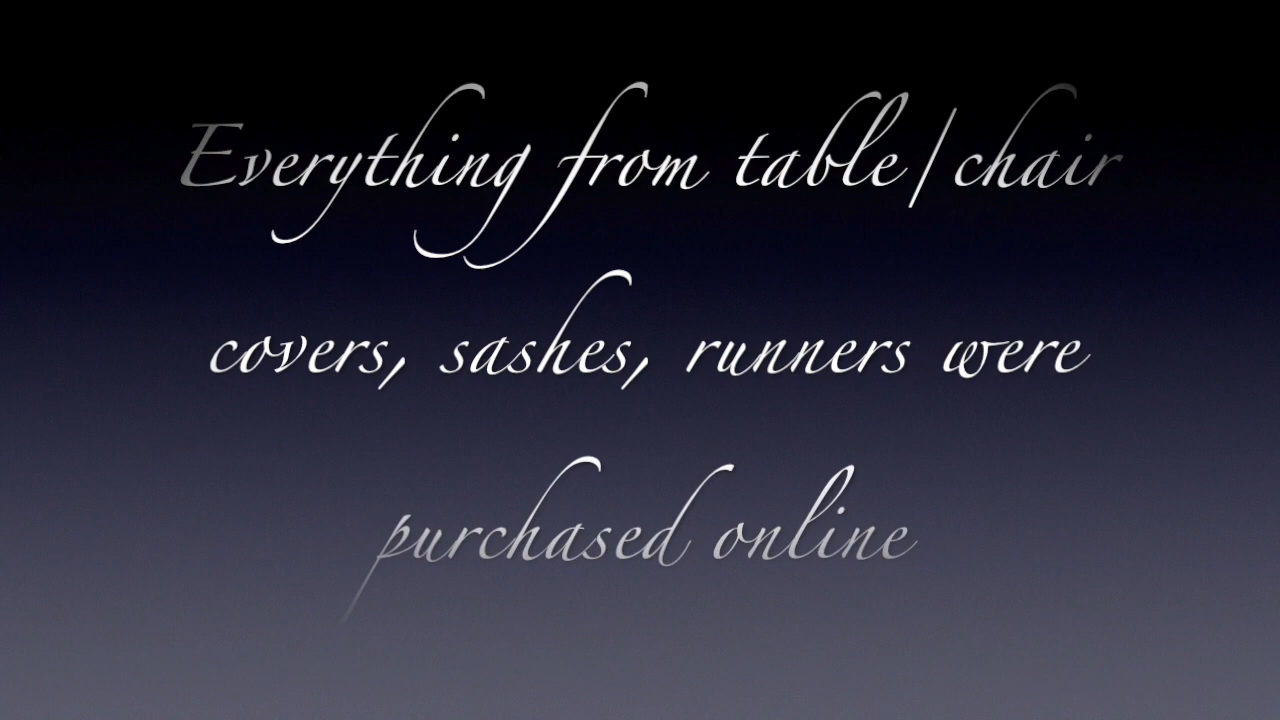 Everything from table/chair
covers, sashes, runners were
purchased online